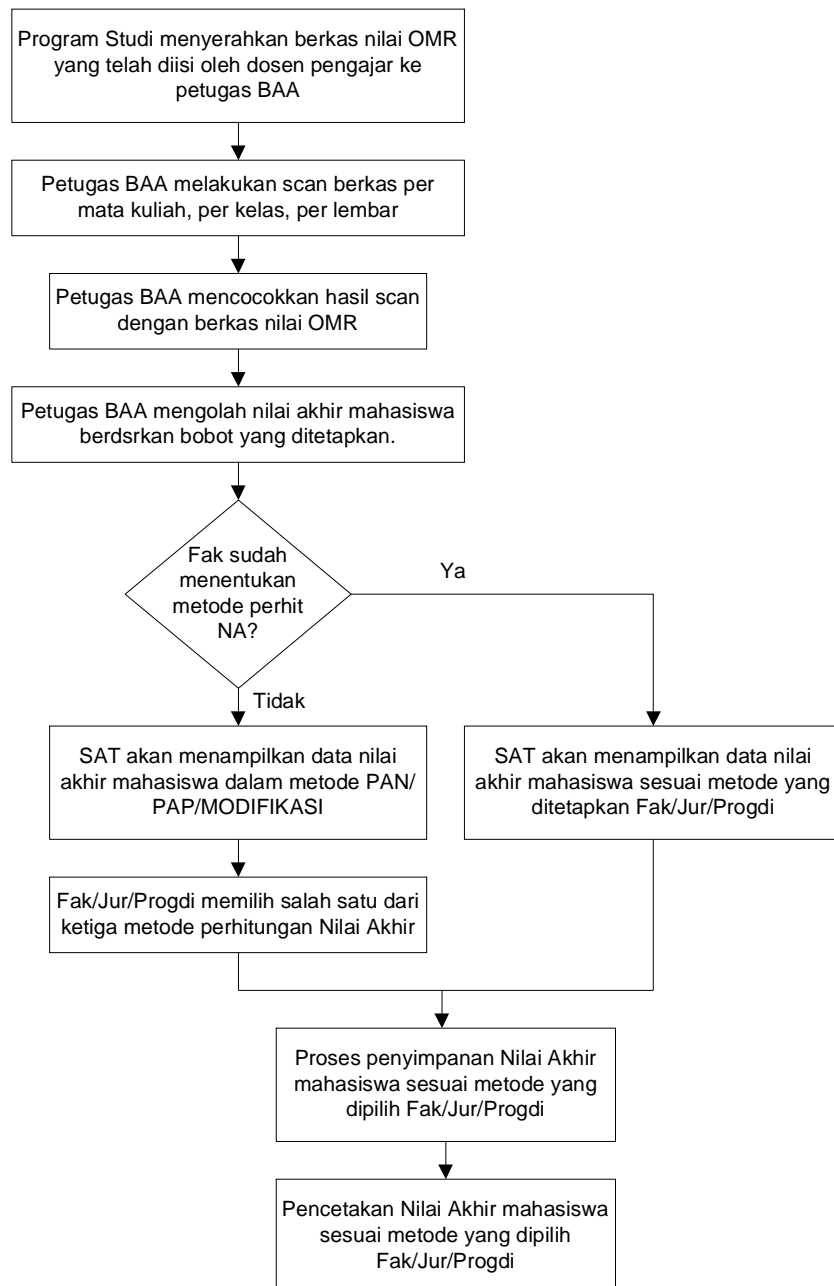 Program Studi menyerahkan berkas nilai OMR
yang telah diisi oleh dosen pengajar ke
petugas BAA
Petugas BAA melakukan scan berkas per
mata kuliah, per kelas, per lembar
Petugas BAA mencocokkan hasil scan
dengan berkas nilai OMR
Petugas BAA mengolah nilai akhir mahasiswa
berdsrkan bobot yang ditetapkan.
Fak sudah
menentukan
metode perhit
NA?
Ya
Tidak
SAT akan menampilkan data nilai
akhir mahasiswa dalam metode PAN/
PAP/MODIFIKASI
SAT akan menampilkan data nilai
akhir mahasiswa sesuai metode yang
ditetapkan Fak/Jur/Progdi
Fak/Jur/Progdi memilih salah satu dari
ketiga metode perhitungan Nilai Akhir
Proses penyimpanan Nilai Akhir
mahasiswa sesuai metode yang
dipilih Fak/Jur/Progdi
Pencetakan Nilai Akhir mahasiswa
sesuai metode yang dipilih
Fak/Jur/Progdi